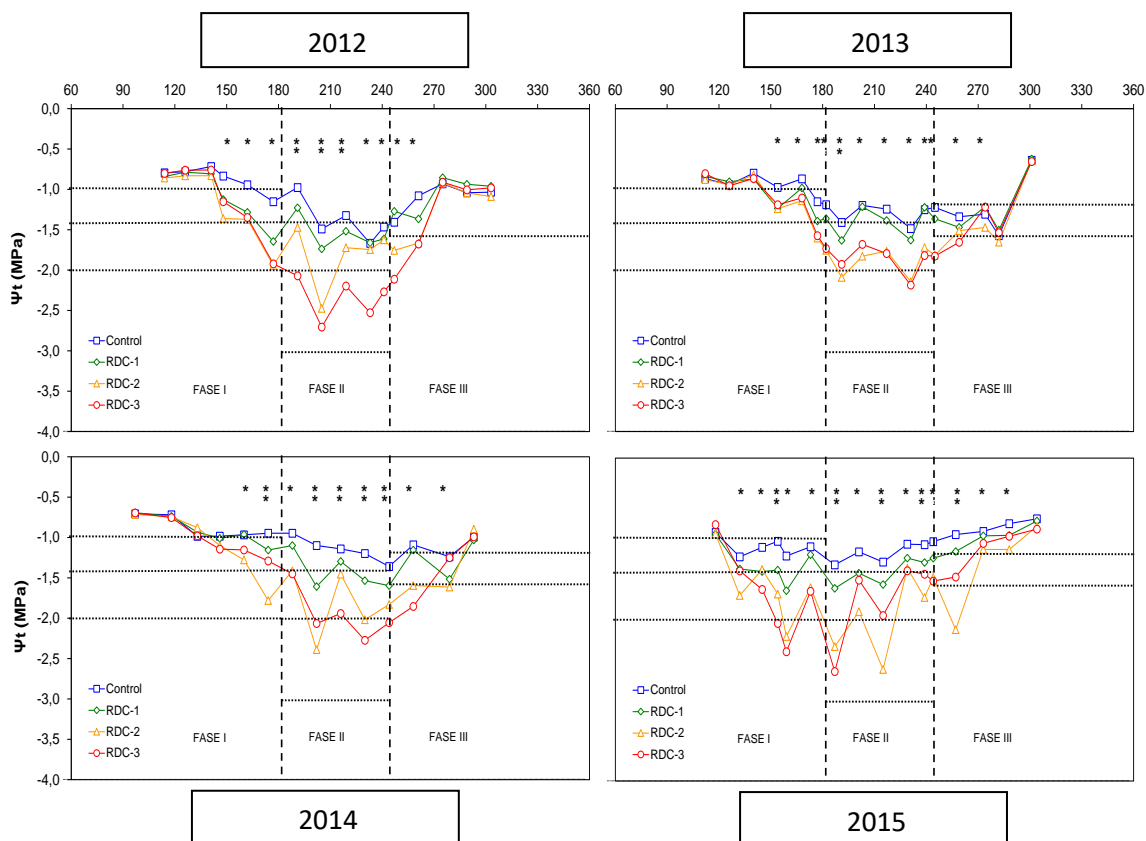 2012
2013
60 90 120 150 180 210 240 270 300 330 360
60 90 120 150 180 210 240 270 300 330 360
0,0
-0,5
-1,0
-1,5
-2,0
-2,5
-3,0
-3,5
-4,0
Ψt (MPa)
* * * * * * * * * *
* * *
Control
RDC-1
RDC-2
RDC-3
FASE I
FASE II
FASE III
* * ** * * * * ** * *
*
Control
RDC-1
RDC-2
RDC-3
FASE I
FASE II
FASE III
0,0
-0,5
-1,0
-1,5
-2,0
-2,5
-3,0
-3,5
-4,0
Ψt (MPa)
* * * * * * * * *
* * * * *
Control
RDC-1
RDC-2
RDC-3
FASE I
FASE II
FASE III
* * * * * * * * * * * * * *
* * * * *
Control
RDC-1
RDC-2
RDC-3
FASE I
FASE II
FASE III
2014
2015